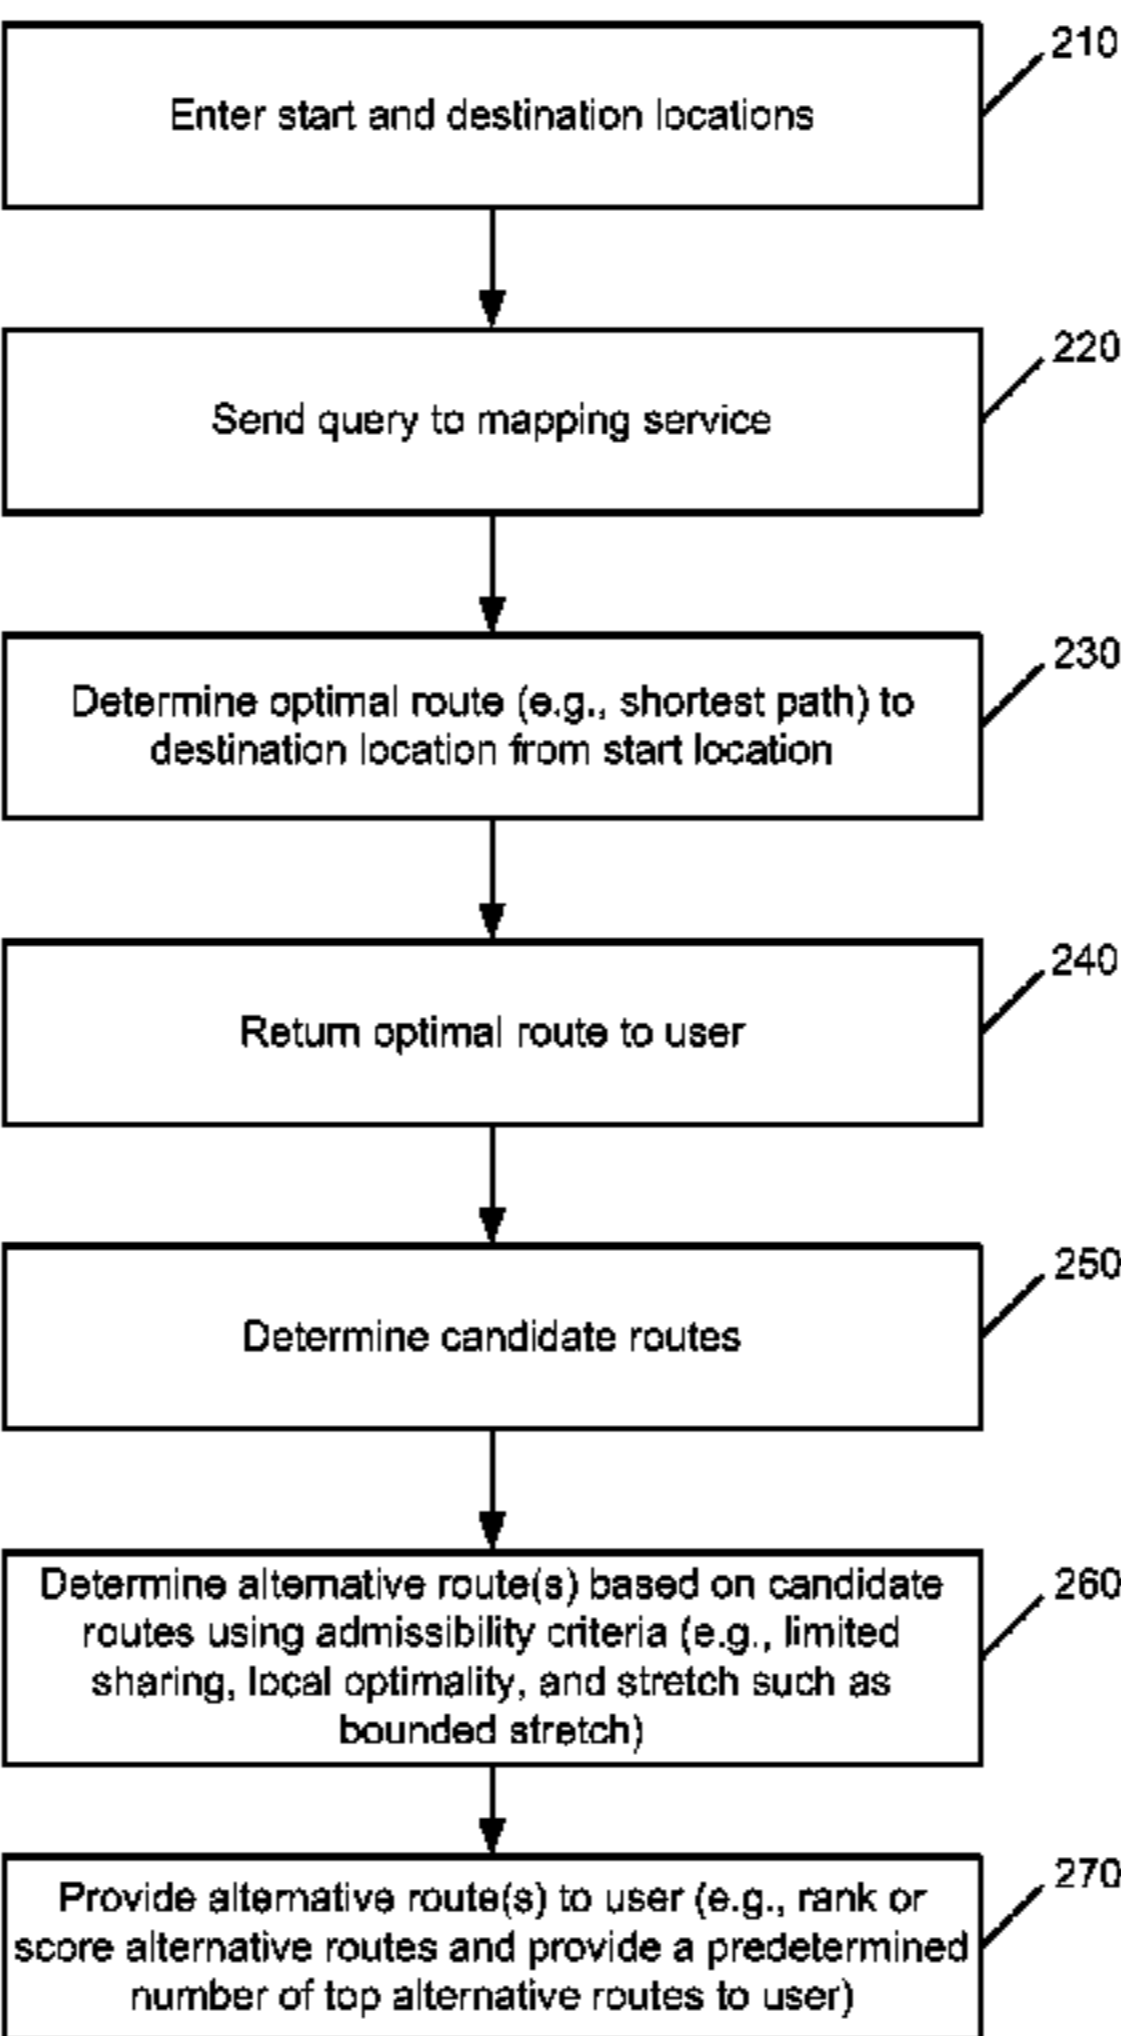 210
Enter start and destination locations
220
Send query to mapping service
230
Determine optimal route (e.g., shortest path) to
destination location from start location
240
Return optimal route to user
250
Determine candidate routes
260
Determine alternative route(s) based on candidate
routes using admissibility criteria (e.g., limited
sharing, local optimality, and stretch such as
bounded stretch)
270
Provide alternative route(s) to user (e.g., rank or
score alternative routes and provide a predetermined
number of top alternative routes to user)